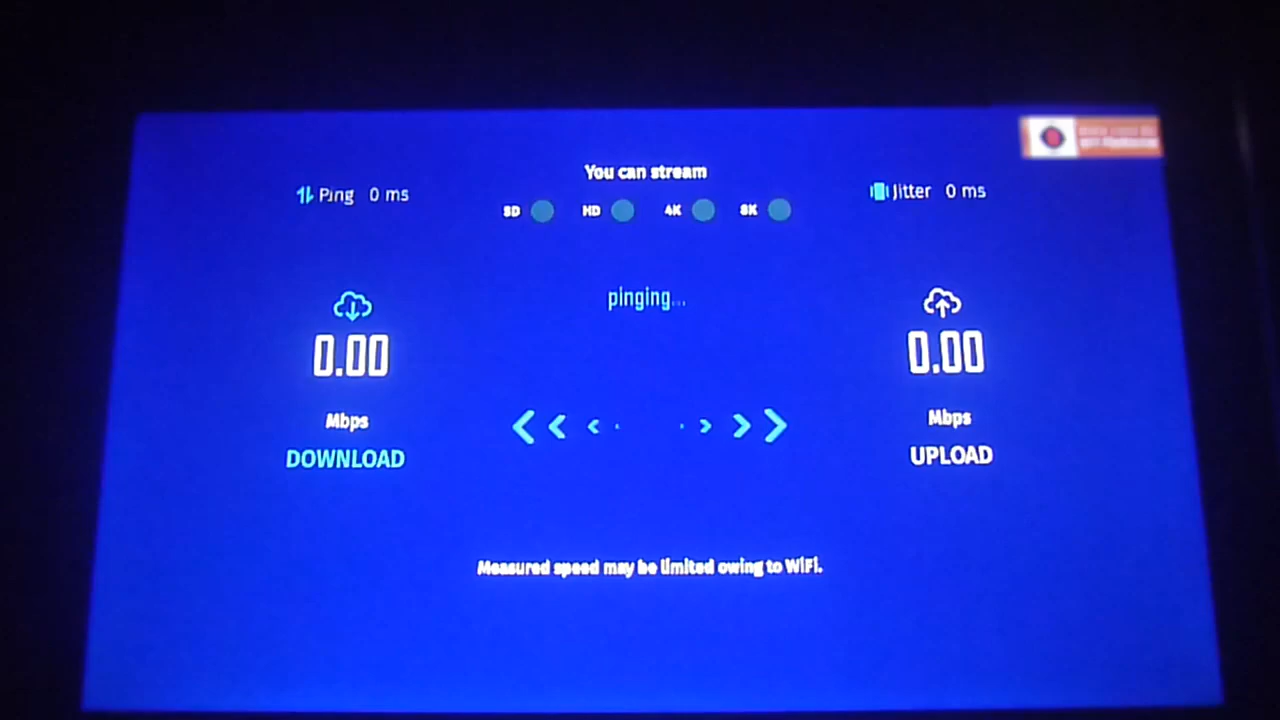 You can stream
Ping 0 ms
Jitter 0 ms
SD HD 4K 8K
pinging...
0.00
0.00
Mbps
Mbps
DOWNLOAD
UPLOAD
Measured speed may be limited owing to WiFi.